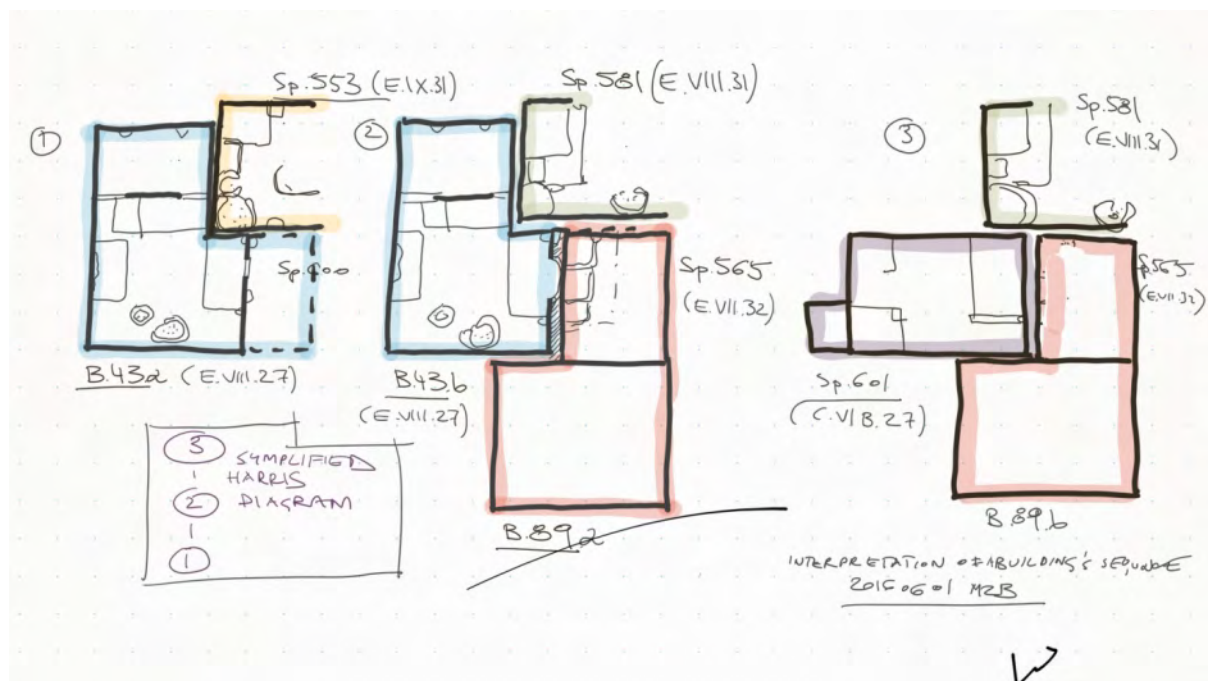 ①
Sp.553 (E.IX.31)
Sp.600
B.43a (E.VIII.27)
②
Sp.581 (E.VIII.31)
Sp.565
(E.VII.32)
B.43.b
(E.VIII.27)
B.89.a
③
Sp.581
(E.VIII.31)
Sp.565
(E.VII.32)
Sp.601
(C.VIB.27)
B.89.b
3
2
1
SYMPLIFIED
HARRIS
DIAGRAM
INTERPRETATION OF BUILDING'S SEQUENCE
MZB